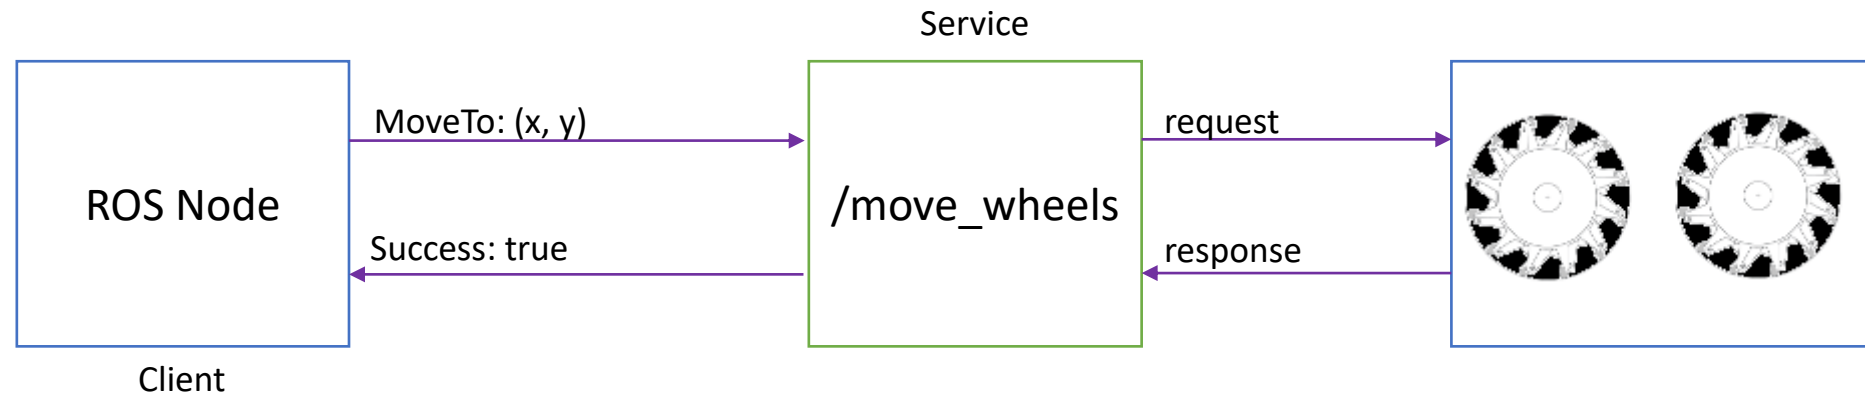 Service
MoveTo: (x, y)
request
ROS Node
/move_wheels
Success: true
response
Client